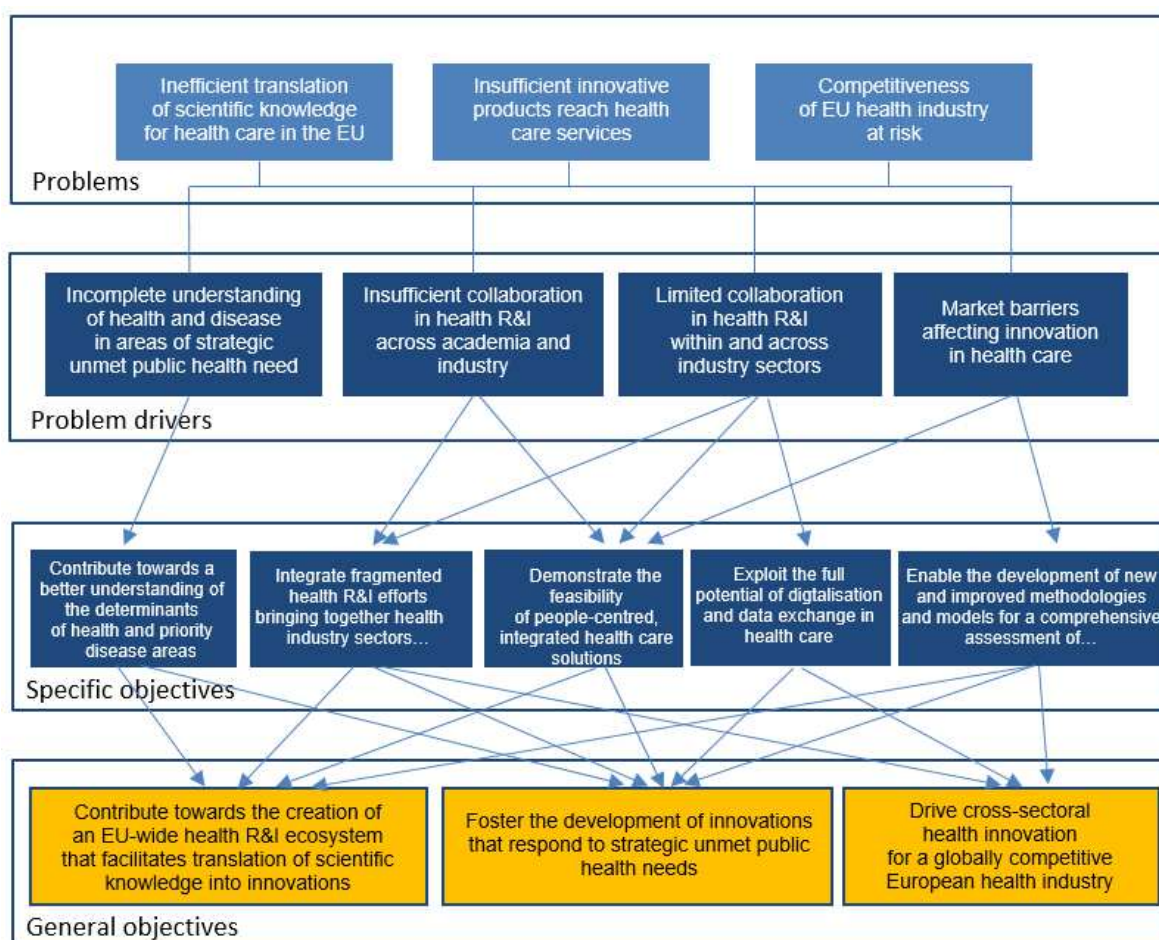 Inefficient translation
of scientific knowledge
for health care in the EU
Insufficient innovative
products reach health
care services
Competitiveness
of EU health industry
at risk
Problems
Incomplete understanding
of health and disease
in areas of strategic
unmet public health need
Insufficient collaboration
in health R&I
across academia and
industry
Limited collaboration
in health R&I
within and across
industry sectors
Market barriers
affecting innovation
in health care
Problem drivers
Contribute towards a
better understanding of
the determinants
of health and priority
disease areas
Integrate fragmented
health R&I efforts
bringing together health
industry sectors…
Demonstrate the
feasibility
of people-centred,
integrated health care
solutions
Exploit the full
potential of digtalisation
and data exchange in
health care
Enable the development of new
and improved methodologies
and models for a comprehensive
assessment of…
Specific objectives
Contribute towards the creation of
an EU-wide health R&I ecosystem
that facilitates translation of scientific
knowledge into innovations
Foster the development of innovations
that respond to strategic unmet public
health needs
Drive cross-sectoral
health innovation
for a globally competitive
European health industry
General objectives